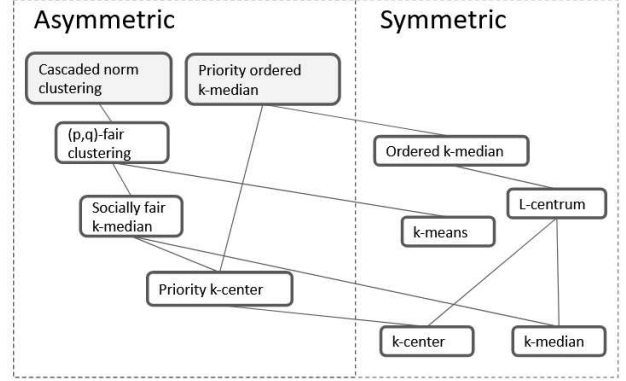 Asymmetric
Symmetric
Cascaded norm
clustering
Priority ordered
k-median
(p,q)-fair
clustering
Ordered k-median
Socially fair
k-median
L-centrum
k-means
Priority k-center
k-center
k-median